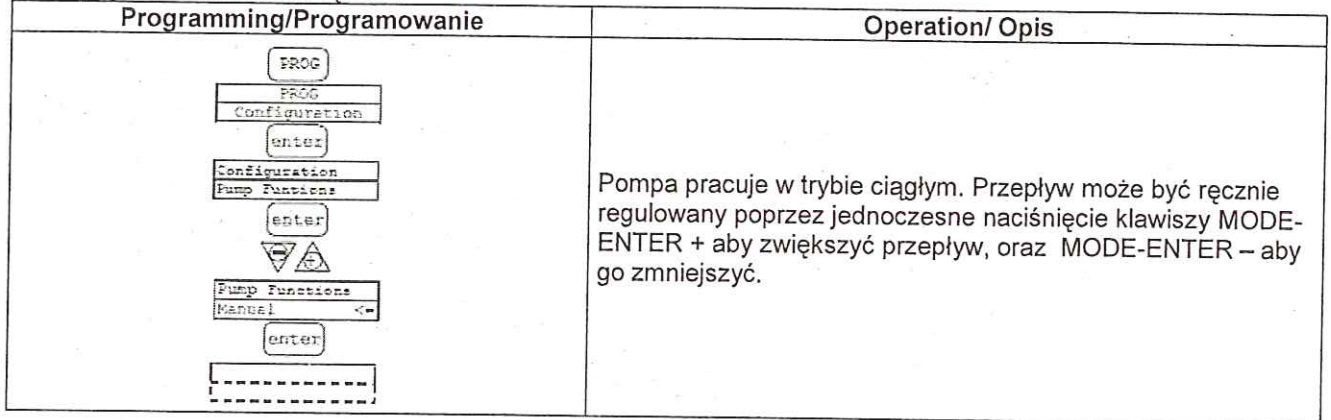 Programming/Programowanie
Operation/ Opis
PROG
PROG
Configuration
enter
Configuration
Pump Functions
enter
- +
Pump Functions
Manual <-
enter
Pompa pracuje w trybie ciągłym. Przepływ może być ręcznie
regulowany poprzez jednoczesne naciśnięcie klawiszy MODE-
ENTER + aby zwiększyć przepływ, oraz MODE-ENTER – aby
go zmniejszyć.